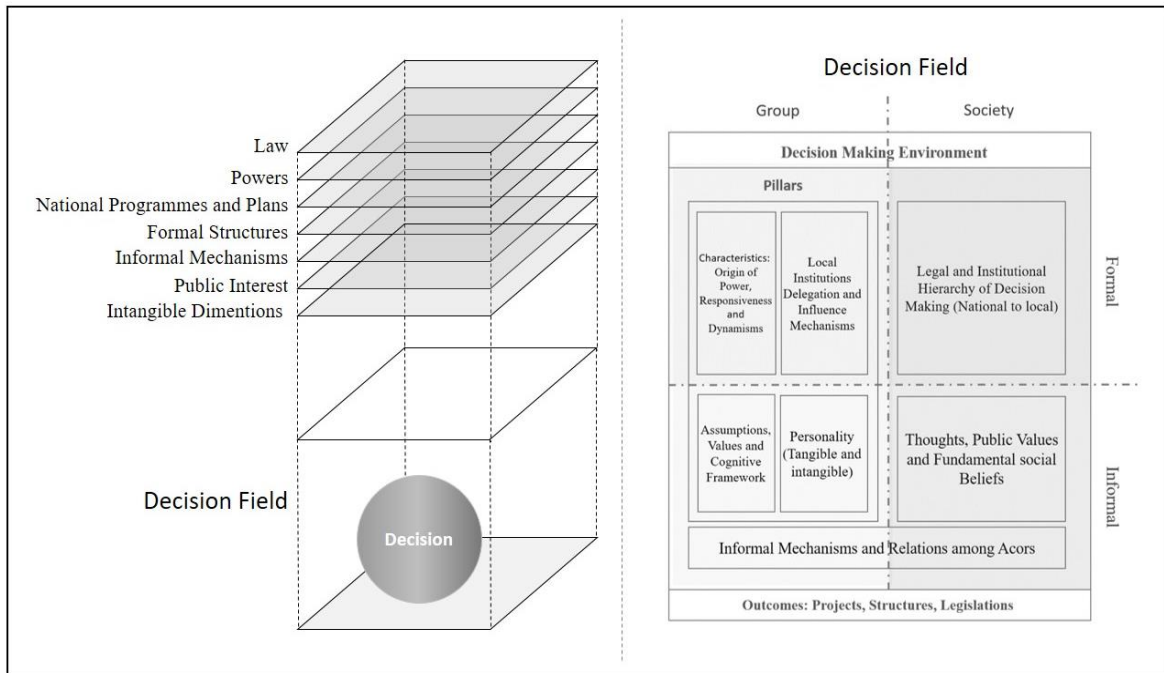 Law
Powers
National Programmes and Plans
Formal Structures
Informal Mechanisms
Public Interest
Intangible Dimentions
Decision Field
Decision
Decision Field
Group
Society
Decision Making Environment
Pillars
Characteristics:
Origin of
Power,
Responsiveness
and
Dynamisms
Local
Institutions
Delegation and
Influence
Mechanisms
Legal and Institutional
Hierarchy of Decision
Making (National to local)
Formal
Assumptions,
Values and
Cognitive
Framework
Personality
(Tangible and
intangible)
Thoughts, Public Values
and Fundamental social
Beliefs
Informal
Informal Mechanisms and Relations among Acors
Outcomes: Projects, Structures, Legislations